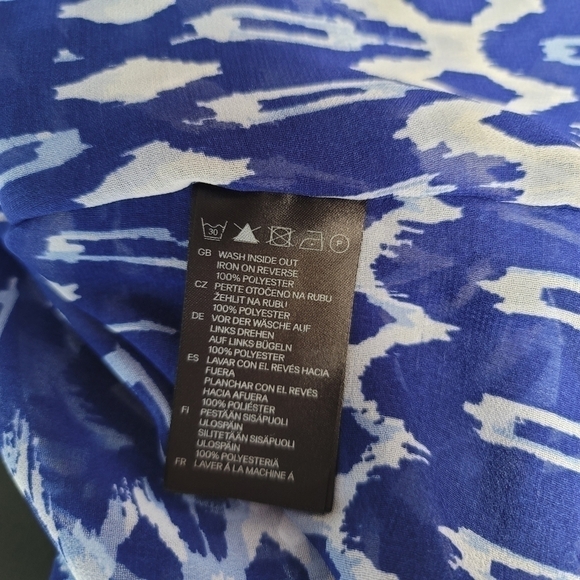 30
P
GB WASH INSIDE OUT
IRON ON REVERSE
100% POLYESTER
CZ PERTE OTOČENO NA RUBU
ŽEHLIT NA RUBU
100% POLYESTER
DE VOR DER WÄSCHE AUF
LINKS DREHEN
AUF LINKS BÜGELN
100% POLYESTER
ES LAVAR CON EL REVÉS HACIA
FUERA
PLANCHAR CON EL REVÉS
HACIA AFUERA
100% POLIÉSTER
FI PESTÄÄN SISÄPUOLI
ULOSPÄIN
SILITETÄÄN SISÄPUOLI
ULOSPÄIN
100% POLYESTERIÄ
FR LAVER À LA MACHINE À